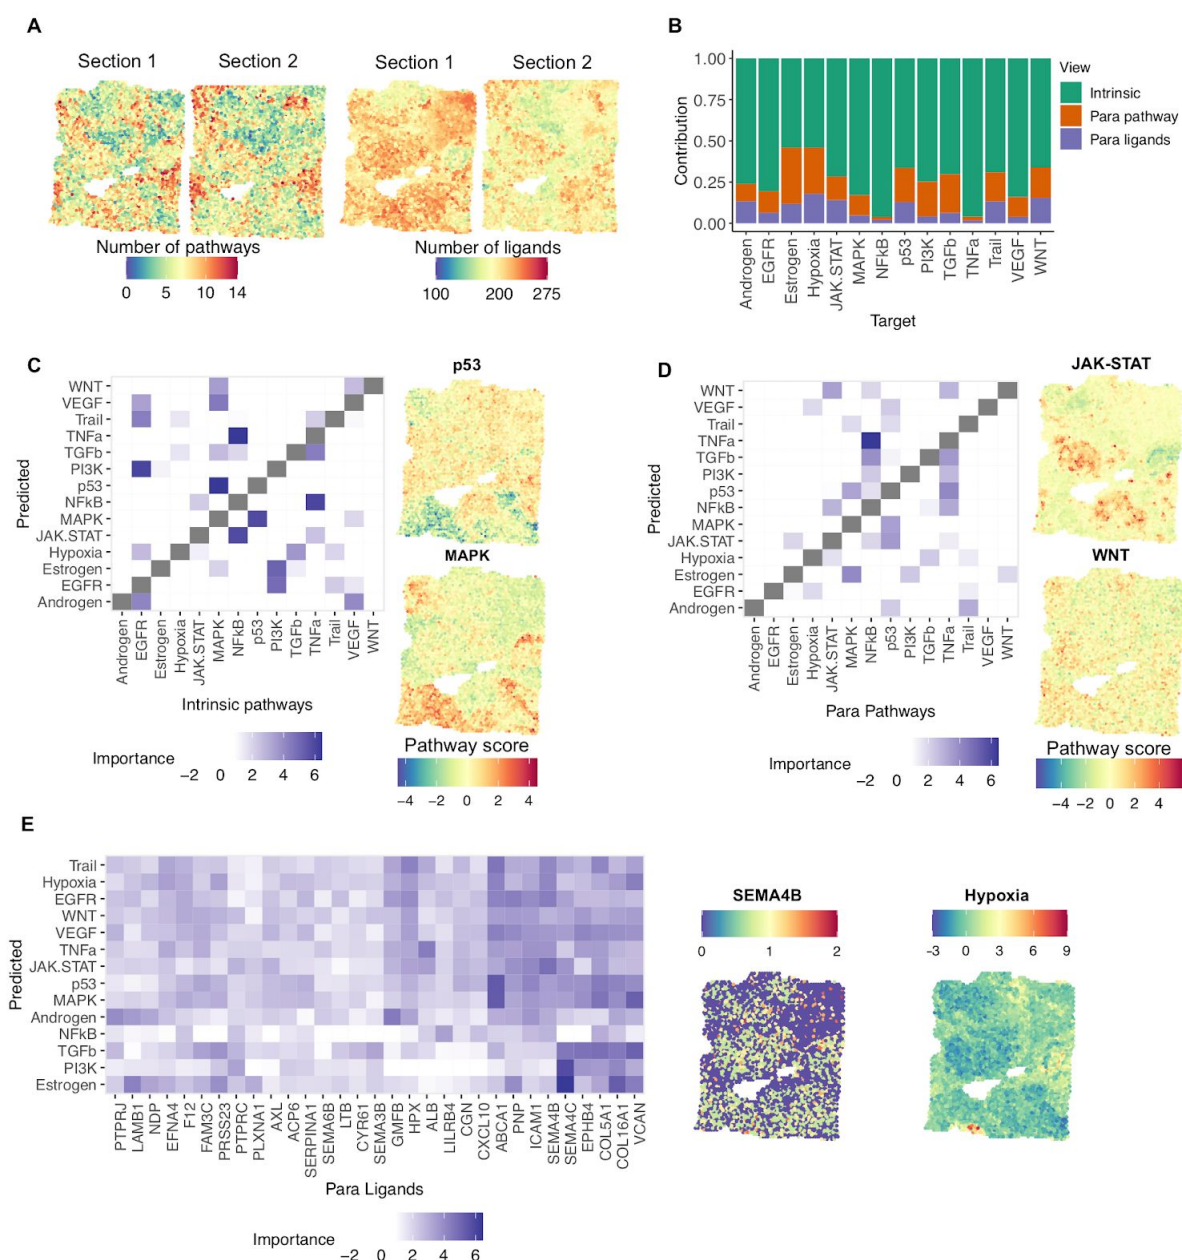 A
Section 1
Section 2
Section 1
Section 2
Number of pathways
0 5 10 14
Number of ligands
100 200 275
B
1.00
0.75
0.50
0.25
0.00
Contribution
Androgen
EGFR
Estrogen
Hypoxia
JAK.STAT
MAPK
NFkB
p53
PI3K
TGFb
TNFa
Trail
VEGF
WNT
Target
View
Intrinsic
Para pathway
Para ligands
C
Predicted
WNT
VEGF
Trail
TNFa
TGFb
PI3K
p53
NFkB
MAPK
JAK.STAT
Hypoxia
Estrogen
EGFR
Androgen
Androgen
EGFR
Estrogen
Hypoxia
JAK.STAT
MAPK
NFkB
p53
PI3K
TGFb
TNFa
Trail
VEGF
WNT
Intrinsic pathways
Importance
−2 0 2 4 6
p53
MAPK
Pathway score
−4 −2 0 2 4
D
Predicted
WNT
VEGF
Trail
TNFa
TGFb
PI3K
p53
NFkB
MAPK
JAK.STAT
Hypoxia
Estrogen
EGFR
Androgen
Androgen
EGFR
Estrogen
Hypoxia
JAK.STAT
MAPK
NFkB
p53
PI3K
TGFb
TNFa
Trail
VEGF
WNT
Para Pathways
Importance
−2 0 2 4 6
JAK-STAT
WNT
Pathway score
−4 −2 0 2 4
E
Predicted
Trail
Hypoxia
EGFR
WNT
VEGF
TNFa
JAK.STAT
p53
MAPK
Androgen
NFkB
TGFb
PI3K
Estrogen
PTPRJ
LAMB1
NDP
EFNA4
F12
FAM3C
PRSS23
PTPRC
PLXNA1
AXL
ACP6
SERPINA1
SEMA6B
LTB
CYR61
SEMA3B
GMFB
HPX
ALB
LILRB4
CGN
CXCL10
ABCA1
PNP
ICAM1
SEMA4B
SEMA4C
EPHB4
COL5A1
COL16A1
VCAN
Para Ligands
Importance
−2 0 2 4 6
SEMA4B
0 1 2
Hypoxia
-3 0 3 6 9